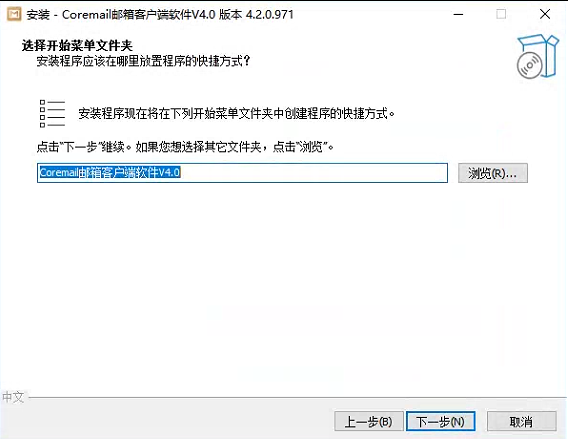 安装 - Coremail邮箱客户端软件V4.0 版本 4.2.0.971
选择开始菜单文件夹
安装程序应该在哪里放置程序的快捷方式？
安装程序现在将在下列开始菜单文件夹中创建程序的快捷方式。
点击“下一步”继续。如果您想选择其它文件夹，点击“浏览”。
Coremail邮箱客户端软件V4.0
浏览(R)...
中文
上一步(B)
下一步(N)
取消